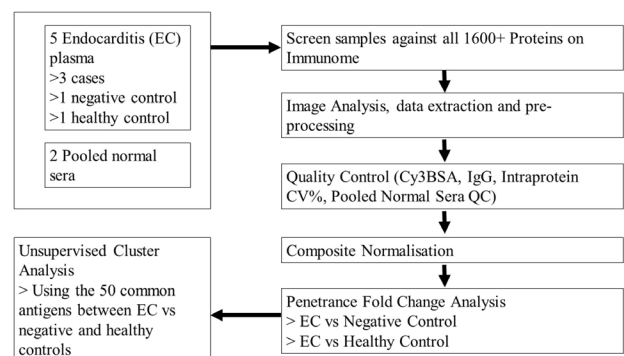 5 Endocarditis (EC)
plasma
>3 cases
>1 negative control
>1 healthy control
2 Pooled normal
sera
Screen samples against all 1600+ Proteins on
Immunome
Image Analysis, data extraction and pre-
processing
Quality Control (Cy3BSA, IgG, Intraprotein
CV%, Pooled Normal Sera QC)
Composite Normalisation
Penetrance Fold Change Analysis
> EC vs Negative Control
> EC vs Healthy Control
Unsupervised Cluster
Analysis
> Using the 50 common
antigens between EC vs
negative and healthy
controls